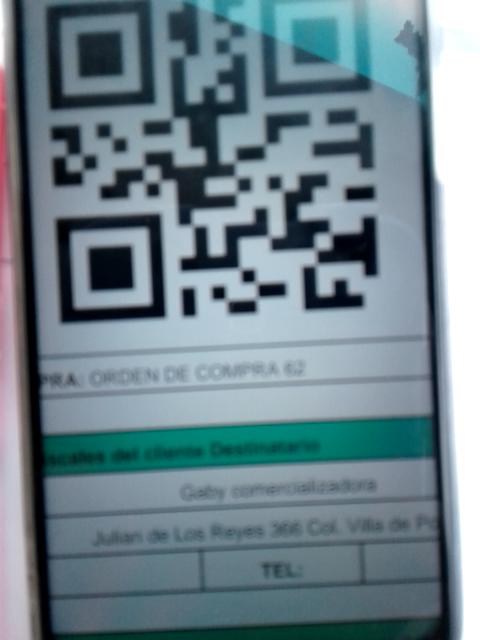 PRA: ORDEN DE COMPRA 62
scales del cliente Destinatario
Gaby comercializadora
Julian de Los Reyes 366 Col. Villa de Po
TEL: